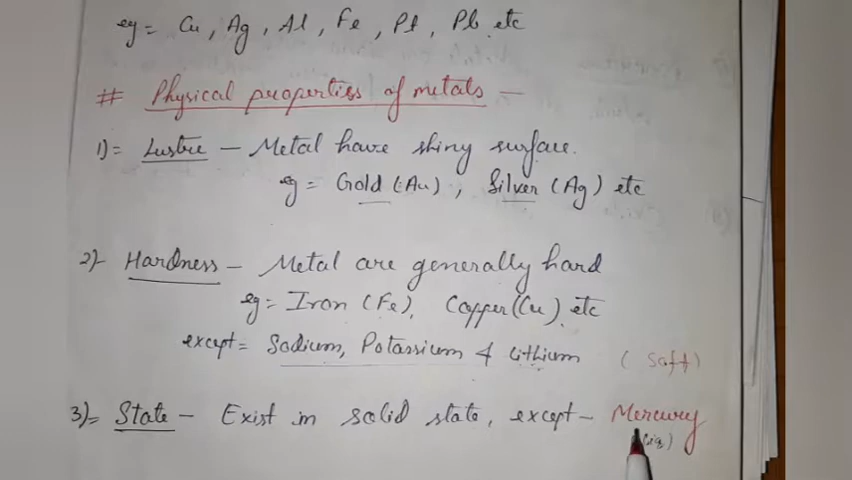 eg = Cu, Ag, Al, Fe, Pt, Pb etc
# Physical properties of metals -
1)= Lustre - Metal have shiny surface.
eg = Gold (Au), Silver (Ag) etc
2)- Hardness - Metal are generally hard
eg = Iron (Fe), Copper (Cu) etc
except = Sodium, Potassium & Lithium (Soft)
3)= State - Exist in solid state, except - Mercury